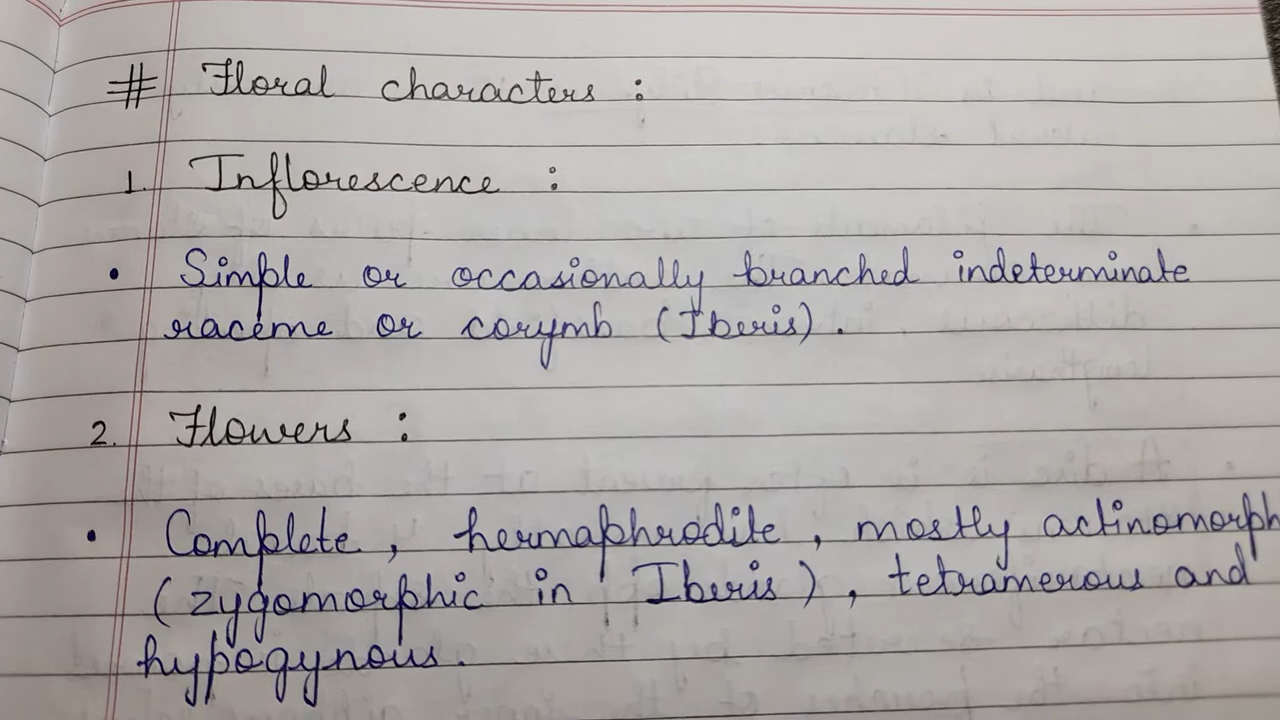 # Floral characters :
1. Inflorescence :
• Simple or occasionally branched indeterminate
raceme or corymb (Iberis).
2. Flowers :
• Complete, hermaphrodite, mostly actinomorph
(zygomorphic in Iberis), tetramerous and
hypogynous.